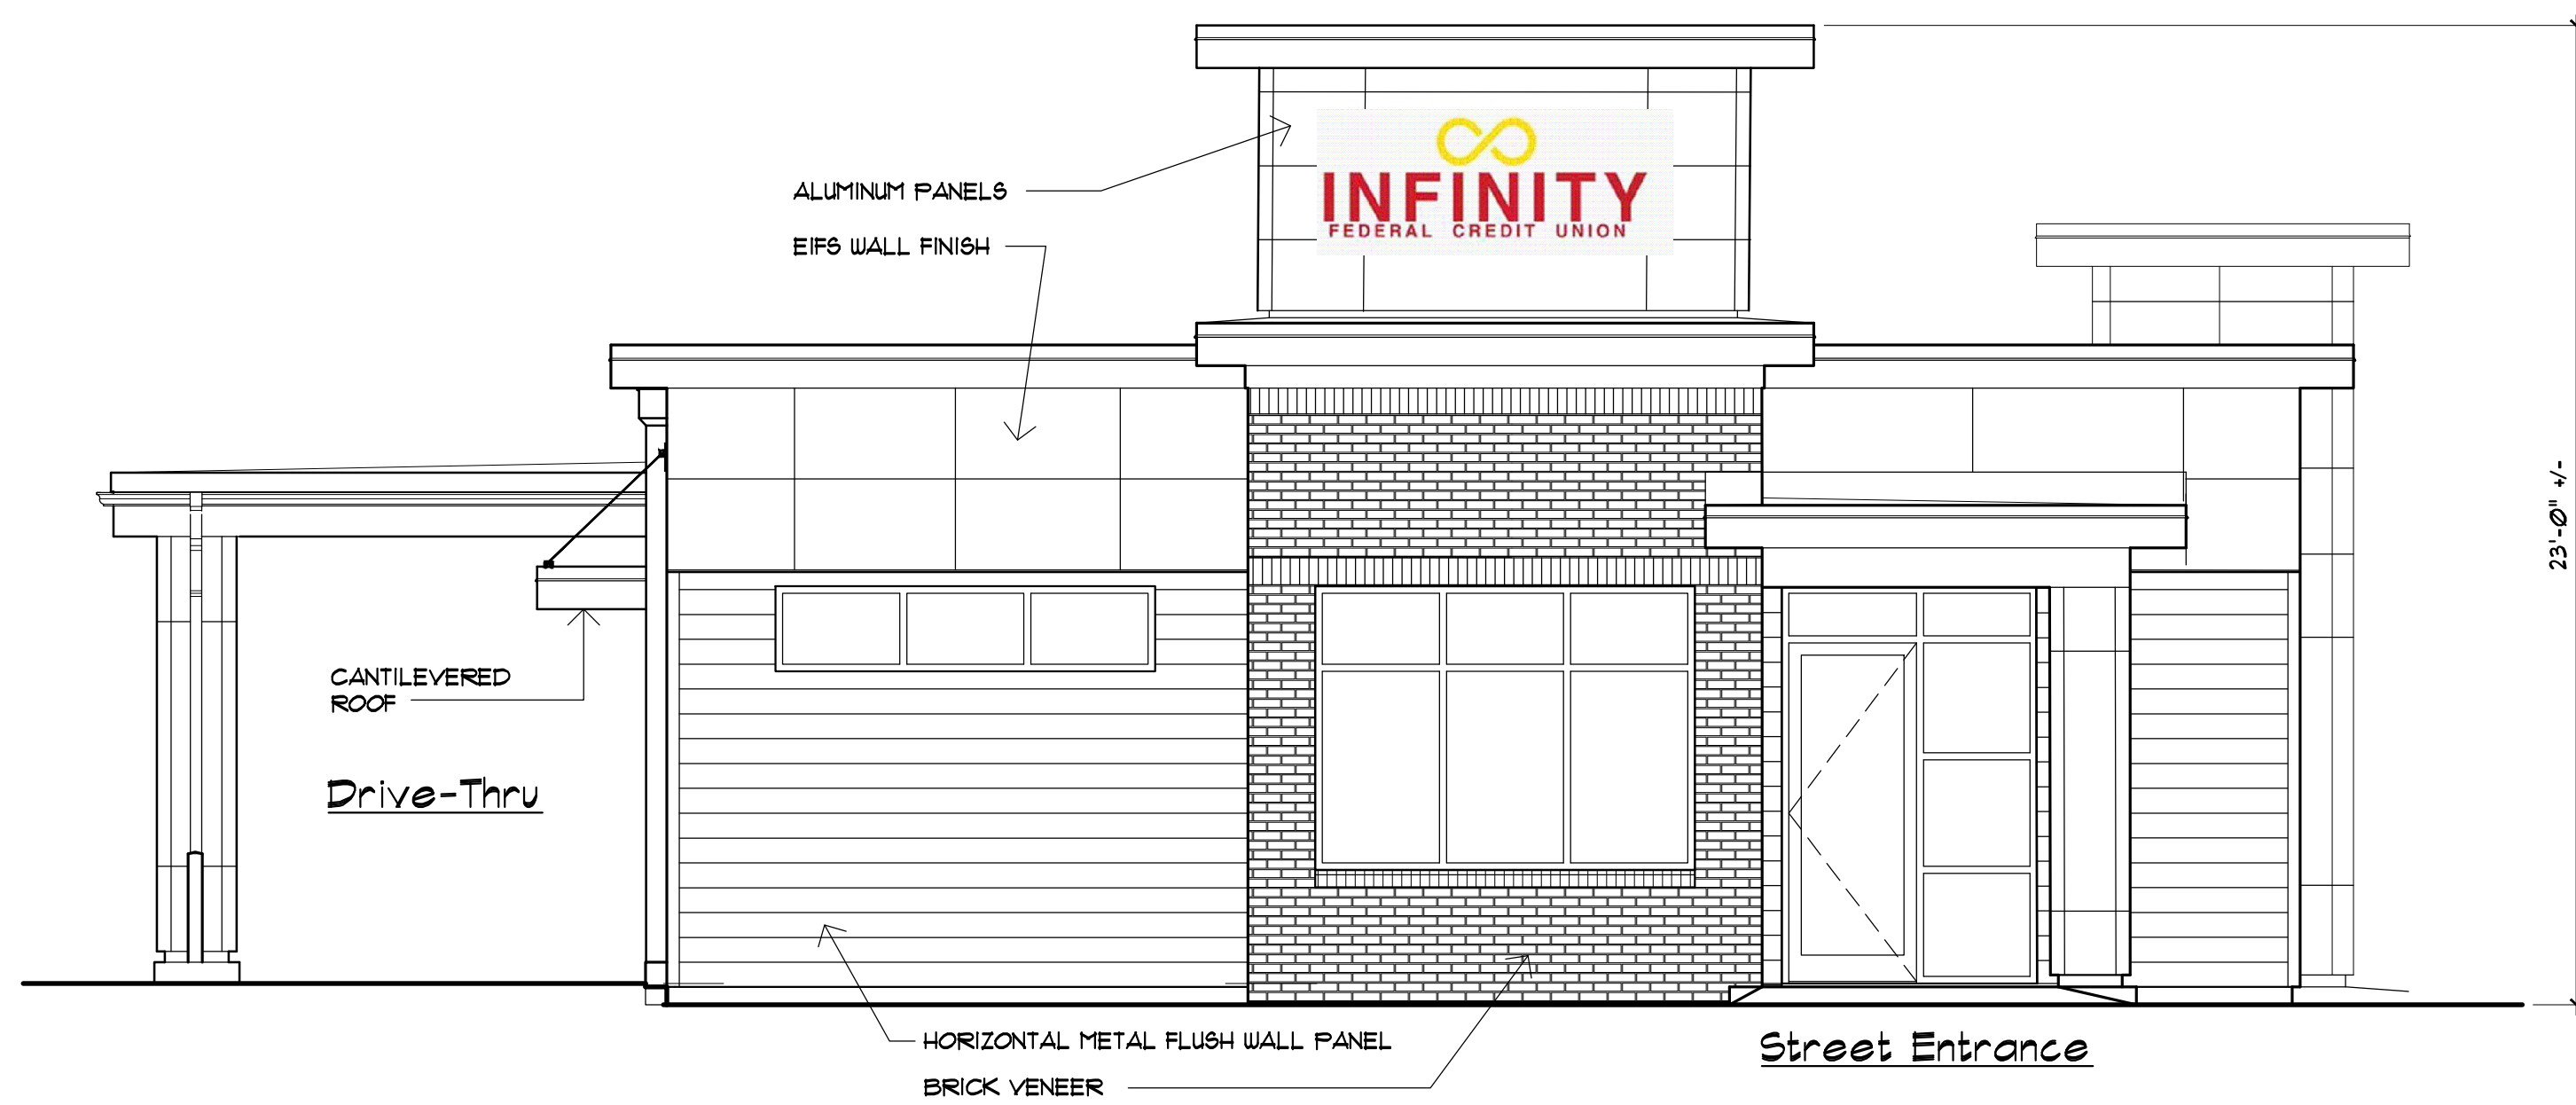 ALUMINUM PANELS
INFINITY
FEDERAL CREDIT UNION
EIFS WALL FINISH
CANTILEVERED
ROOF
Drive-Thru
23'-0" +/-
HORIZONTAL METAL FLUSH WALL PANEL
Street Entrance
BRICK VENEER